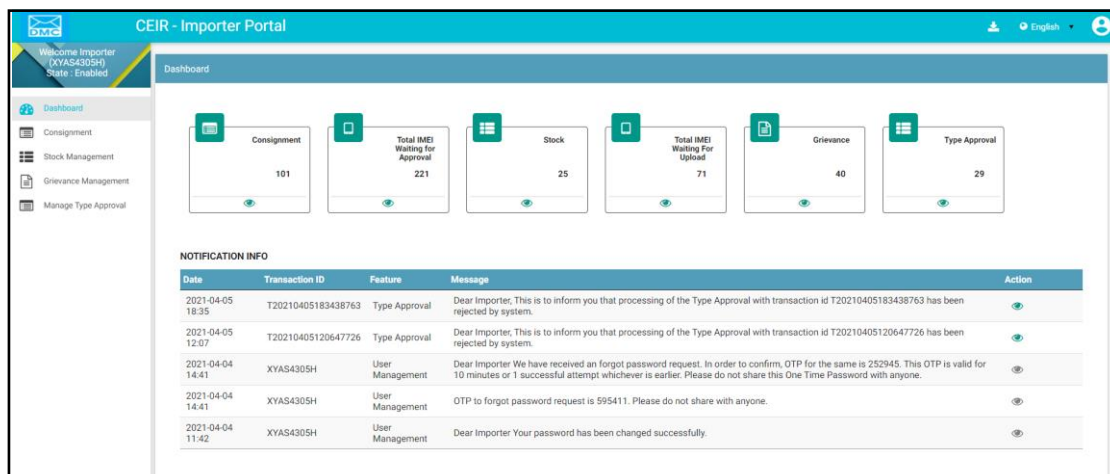 DMC
CEIR - Importer Portal
English
Welcome Importer
(XYAS4305H)
State : Enabled
Dashboard
Dashboard
Consignment
Stock Management
Grievance Management
Manage Type Approval
Consignment
101
Total IMEI
Waiting for
Approval
221
Stock
25
Total IMEI
Waiting For
Upload
71
Grievance
40
Type Approval
29
NOTIFICATION INFO
Date Transaction ID Feature Message Action
2021-04-05
18:35
T20210405183438763
Type Approval
Dear Importer, This is to inform you that processing of the Type Approval with transaction id T20210405183438763 has been
rejected by system.
2021-04-05
12:07
T20210405120647726
Type Approval
Dear Importer, This is to inform you that processing of the Type Approval with transaction id T20210405120647726 has been
rejected by system.
2021-04-04
14:41
XYAS4305H
User
Management
Dear Importer We have received an forgot password request. In order to confirm, OTP for the same is 252945. This OTP is valid for
10 minutes or 1 successful attempt whichever is earlier. Please do not share this One Time Password with anyone.
2021-04-04
14:41
XYAS4305H
User
Management
OTP to forgot password request is 595411. Please do not share with anyone.
2021-04-04
11:42
XYAS4305H
User
Management
Dear Importer Your password has been changed successfully.